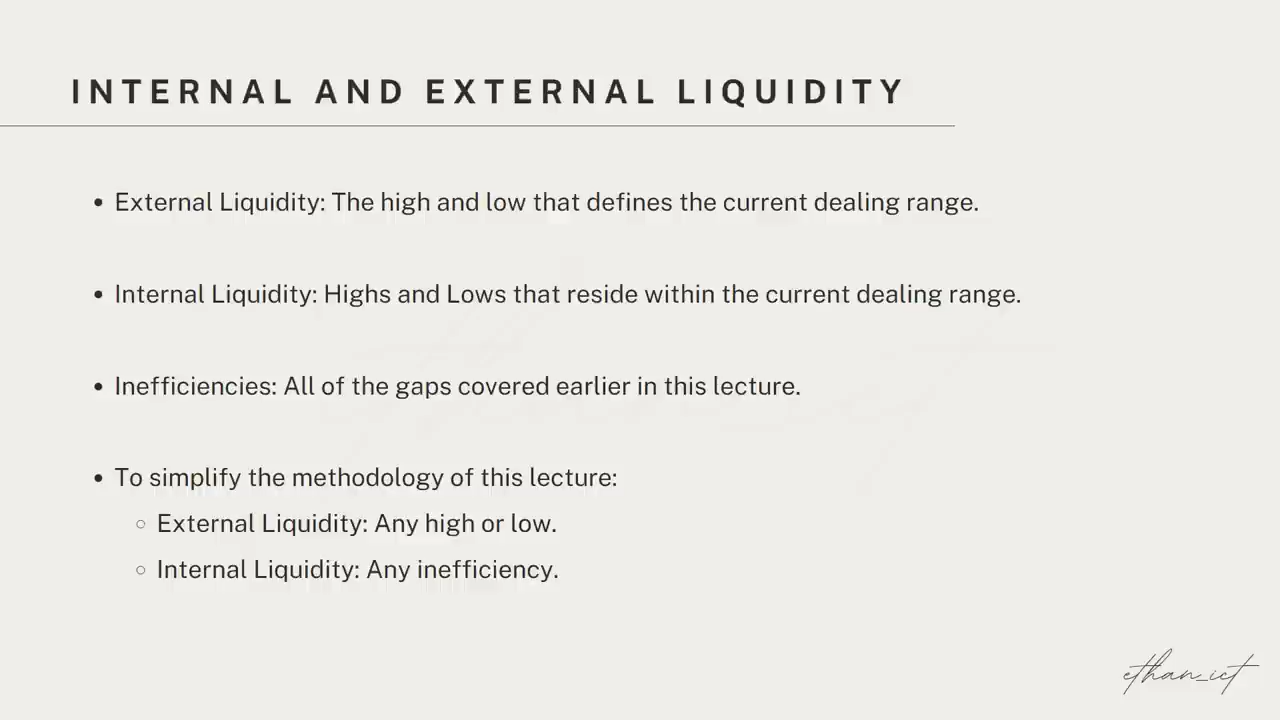 INTERNAL AND EXTERNAL LIQUIDITY
• External Liquidity: The high and low that defines the current dealing range.
• Internal Liquidity: Highs and Lows that reside within the current dealing range.
• Inefficiencies: All of the gaps covered earlier in this lecture.
• To simplify the methodology of this lecture:
○ External Liquidity: Any high or low.
○ Internal Liquidity: Any inefficiency.
ethan_ict